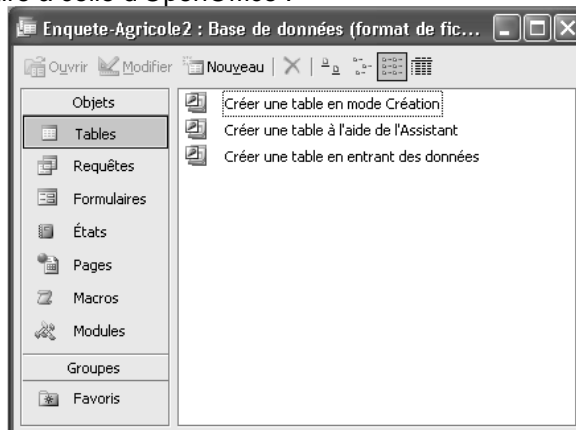 à celle d'OpenOffice :
Enquete-Agricole2 : Base de données (format de fic...
Ouvrir Modifier Nouveau
Objets
Tables
Requêtes
Formulaires
États
Pages
Macros
Modules
Groupes
Favoris
Créer une table en mode Création
Créer une table à l'aide de l'Assistant
Créer une table en entrant des données